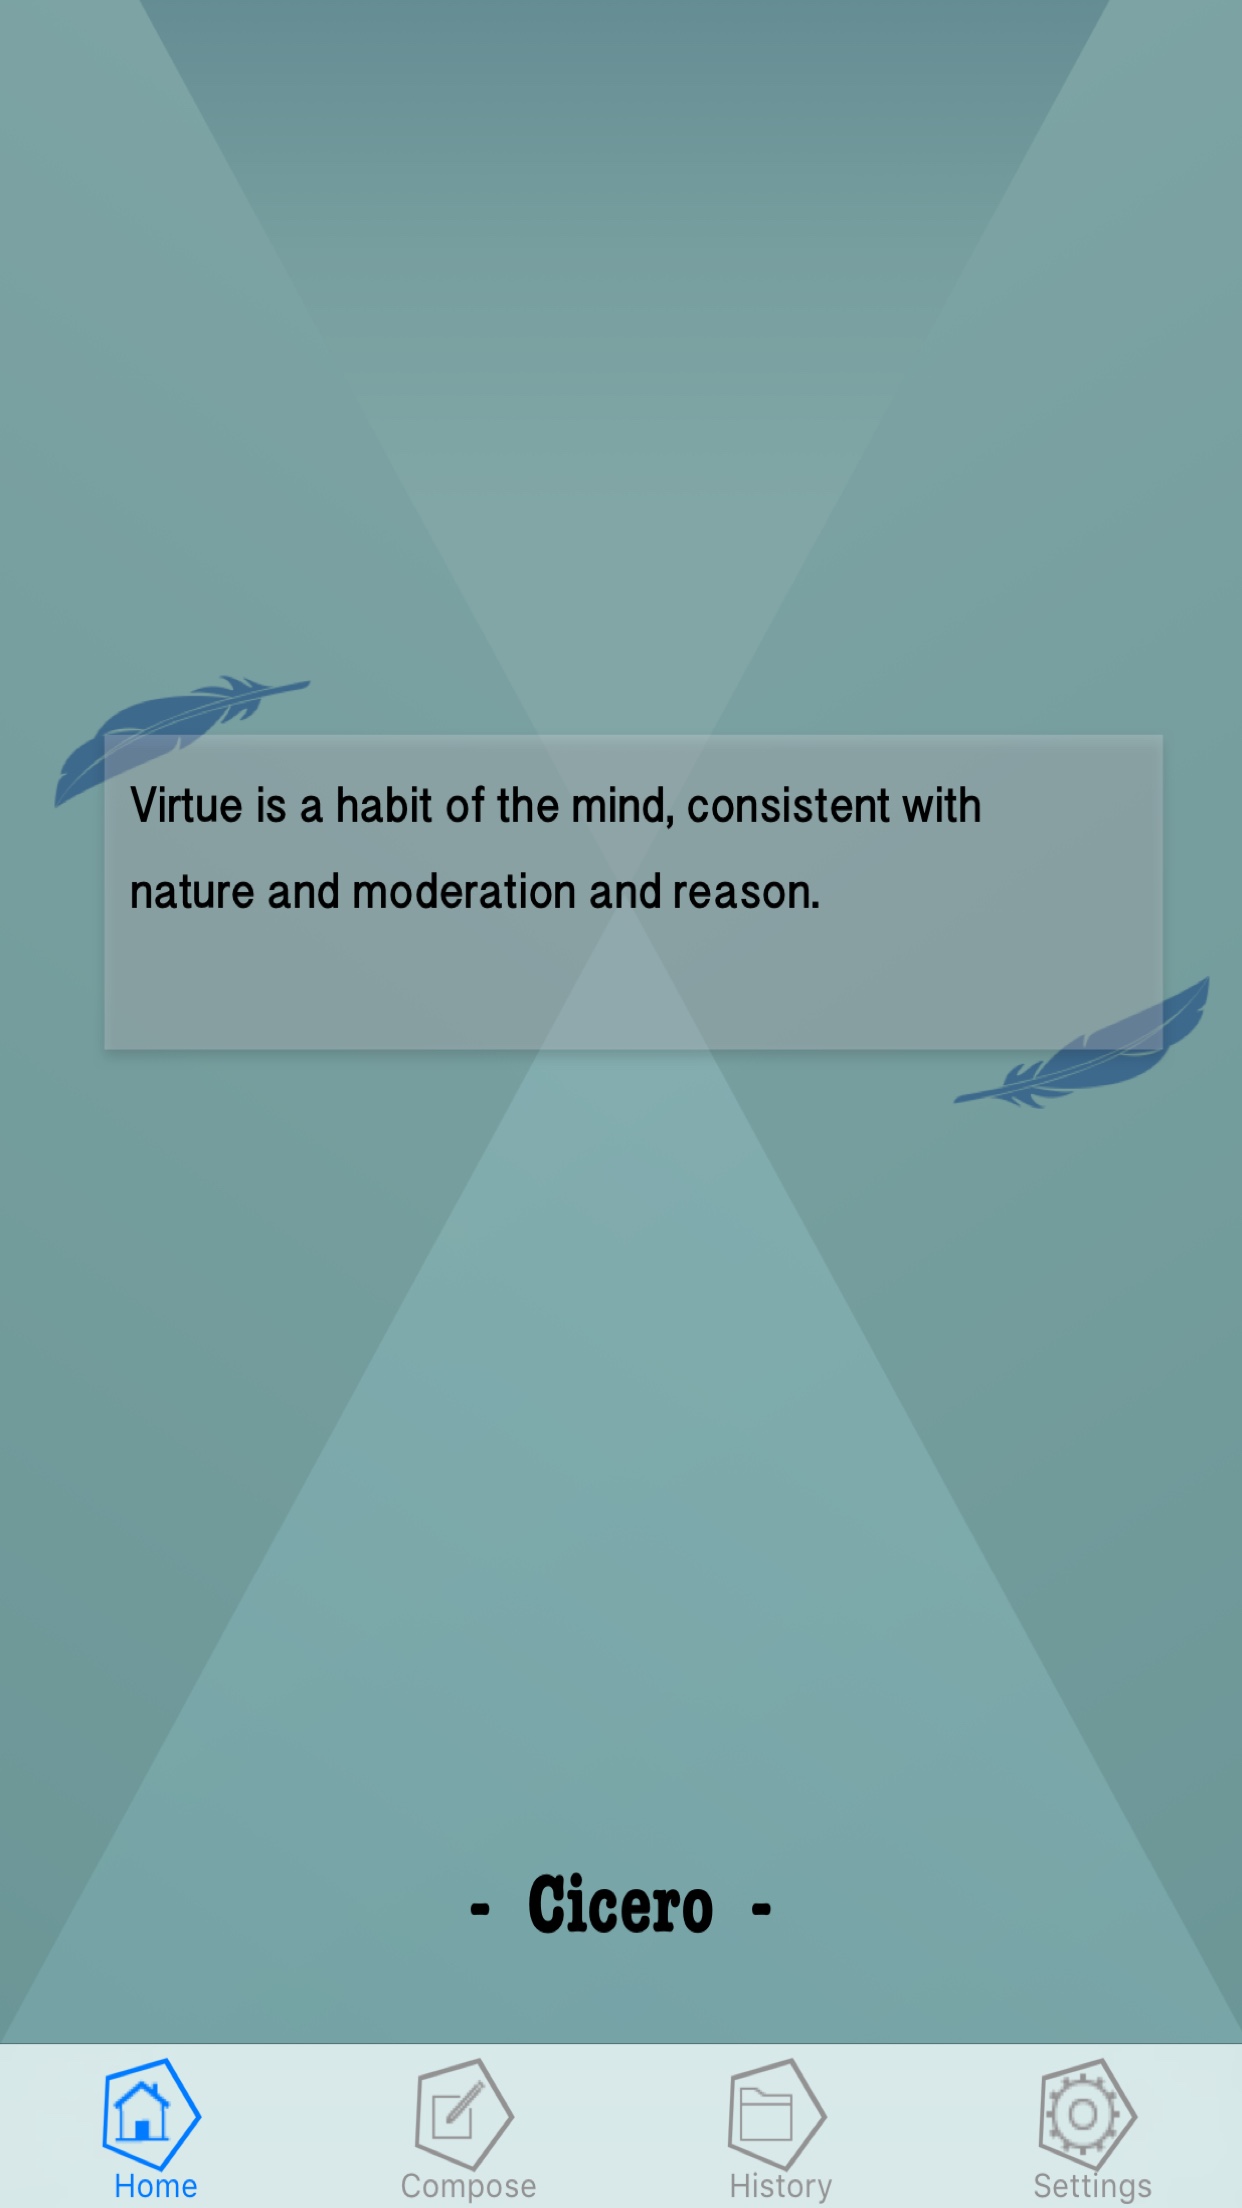 Virtue is a habit of the mind, consistent with
nature and moderation and reason.
- Cicero -
Home
Compose
History
Settings